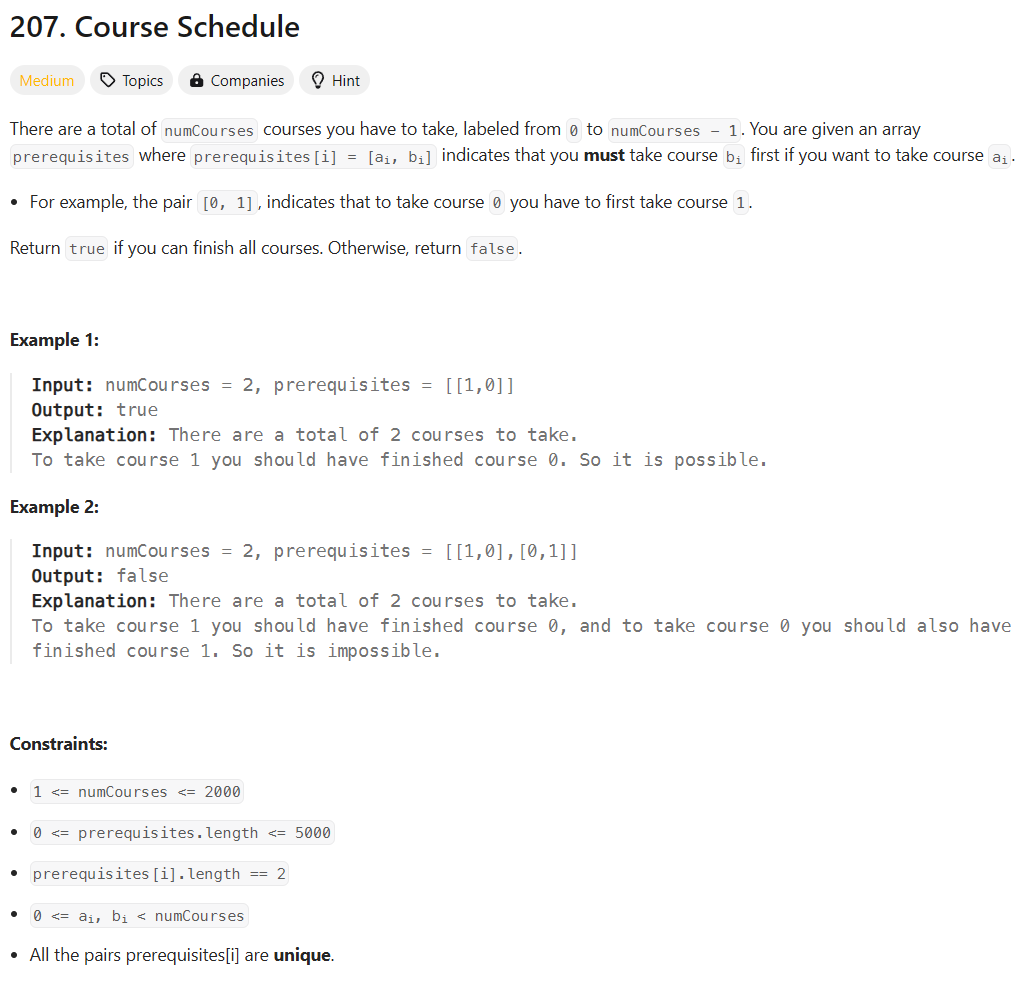 207. Course Schedule
Medium Topics Companies Hint
There are a total of numCourses courses you have to take, labeled from 0 to numCourses - 1. You are given an array
prerequisites where prerequisites[i] = [aᵢ, bᵢ] indicates that you must take course bᵢ first if you want to take course aᵢ.
• For example, the pair [0, 1], indicates that to take course 0 you have to first take course 1.
Return true if you can finish all courses. Otherwise, return false.
Example 1:
Input: numCourses = 2, prerequisites = [[1,0]]
Output: true
Explanation: There are a total of 2 courses to take.
To take course 1 you should have finished course 0. So it is possible.
Example 2:
Input: numCourses = 2, prerequisites = [[1,0],[0,1]]
Output: false
Explanation: There are a total of 2 courses to take.
To take course 1 you should have finished course 0, and to take course 0 you should also have
finished course 1. So it is impossible.
Constraints:
• 1 <= numCourses <= 2000
• 0 <= prerequisites.length <= 5000
• prerequisites[i].length == 2
• 0 <= aᵢ, bᵢ < numCourses
• All the pairs prerequisites[i] are unique.